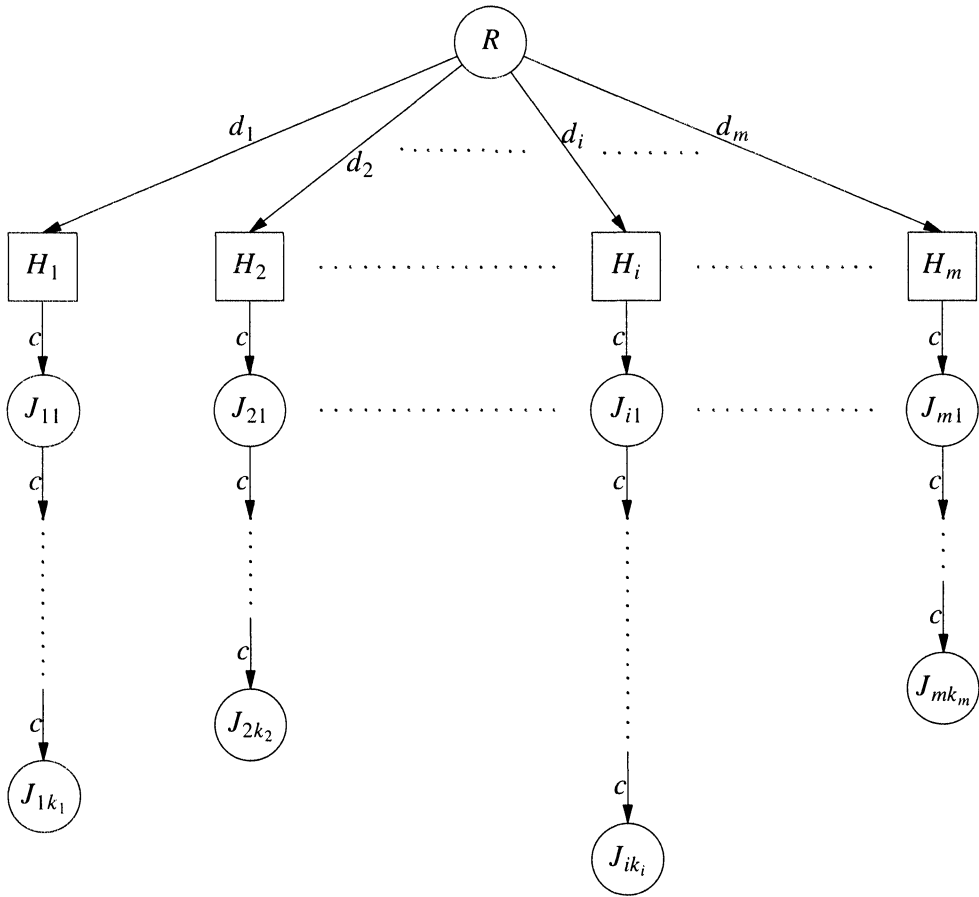 R
d₁ d₂ dᵢ dₘ
H₁ H₂ Hᵢ Hₘ
c c c c
J₁₁ J₂₁ Jᵢ₁ Jₘ₁
c c c c
c
c
Jₘₖₘ
c
J₂ₖ₂
c
J₁ₖ₁
c
Jᵢₖᵢ